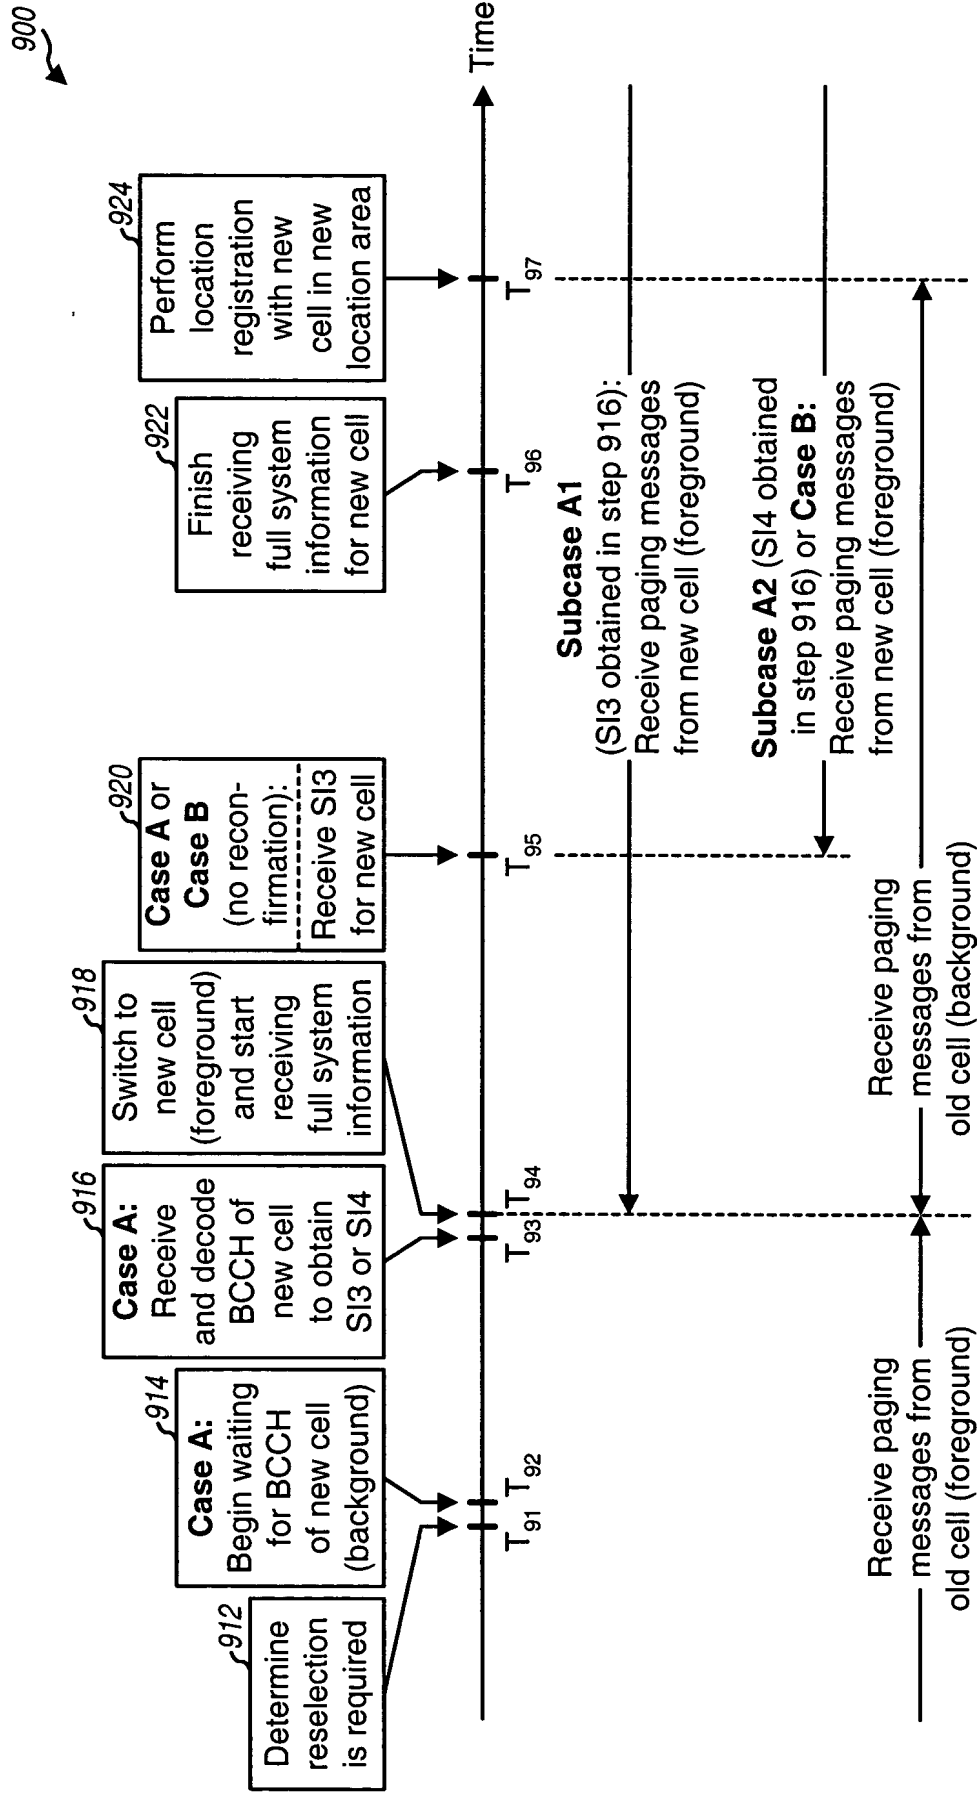 900
912
Determine
reselection
is required
914
Case A:
Begin waiting
for BCCH
of new cell
(background)
916
Case A:
Receive
and decode
BCCH of
new cell
to obtain
SI3 or SI4
918
Switch to
new cell
(foreground)
and start
receiving
full system
information
920
Case A or
Case B
(no recon-
firmation):
Receive SI3
for new cell
922
Finish
receiving
full system
information
for new cell
924
Perform
location
registration
with new
cell in new
location area
Time
T91
T92
T93
T94
T95
T96
T97
Subcase A1
(SI3 obtained in step 916):
Receive paging messages
from new cell (foreground)
Subcase A2 (SI4 obtained
in step 916) or Case B:
Receive paging messages
from new cell (foreground)
Receive paging
messages from
old cell (foreground)
Receive paging
messages from
old cell (background)